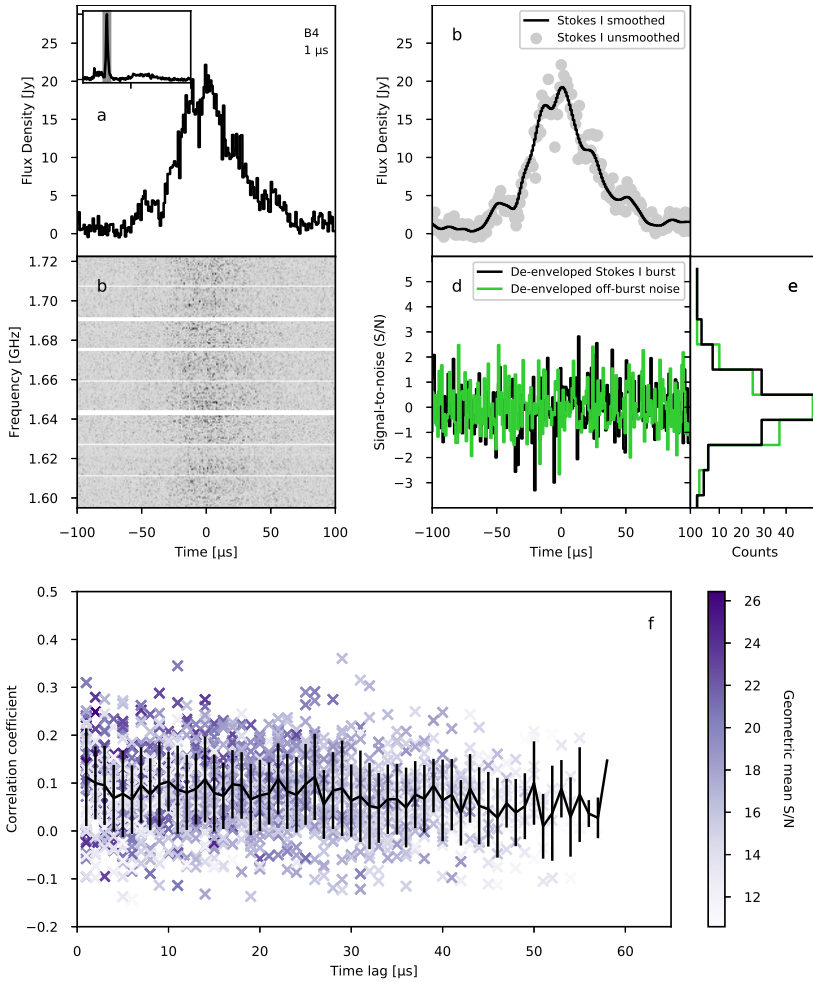 B4
1 μs
a
Flux Density [Jy]
25
20
15
10
5
0
b
Stokes I smoothed
Stokes I unsmoothed
Flux Density [Jy]
25
20
15
10
5
0
b
Frequency [GHz]
1.72
1.70
1.68
1.66
1.64
1.62
1.60
−100
−50
0
50
100
Time [μs]
d
De-enveloped Stokes I burst
De-enveloped off-burst noise
Signal-to-noise (S/N)
5
4
3
2
1
0
−1
−2
−3
−100
−50
0
50
100
Time [μs]
e
10
20
30
40
Counts
f
Correlation coefficient
0.5
0.4
0.3
0.2
0.1
0.0
−0.1
−0.2
0
10
20
30
40
50
60
Time lag [μs]
26
24
22
20
18
16
14
12
Geometric mean S/N